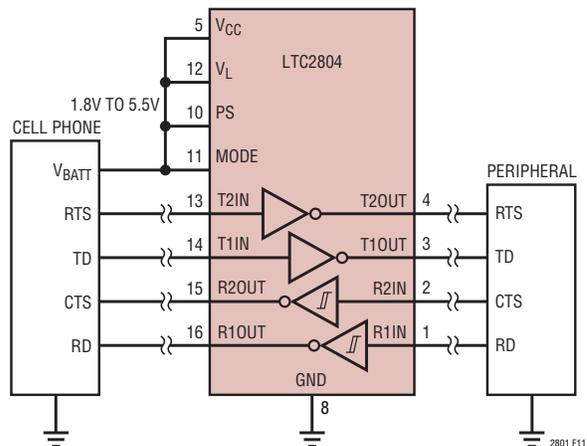 5 VCC
LTC2804
12 VL
1.8V TO 5.5V
10 PS
CELL PHONE
11 MODE
VBATT
PERIPHERAL
RTS 13 T2IN T2OUT 4 RTS
TD 14 T1IN T1OUT 3 TD
CTS 15 R2OUT R2IN 2 CTS
RD 16 R1OUT R1IN 1 RD
GND
8
2801 F11